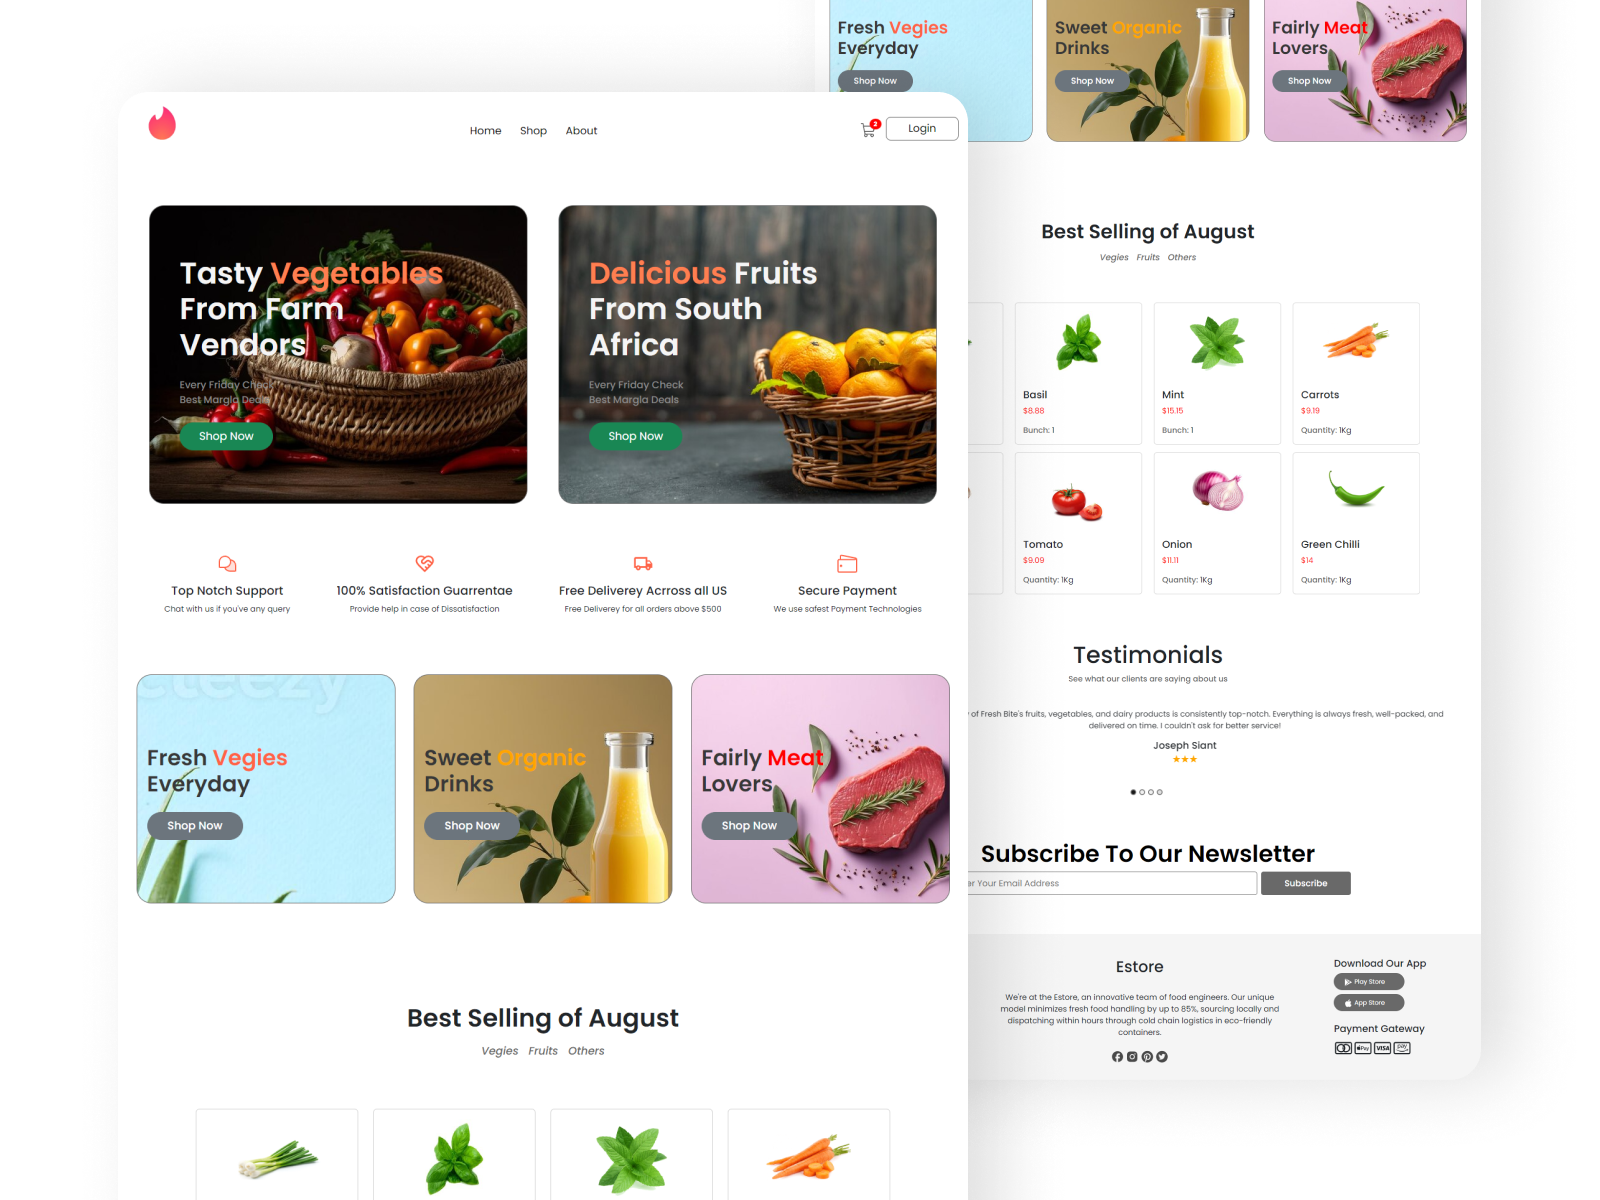 2
Home Shop About
Login
Tasty Vegetables
From Farm
Vendors
Every Friday Check
Best Margla Deals
Shop Now
Delicious Fruits
From South
Africa
Every Friday Check
Best Margla Deals
Shop Now
Top Notch Support
Chat with us if you've any query
100% Satisfaction Guarrentae
Provide help in case of Dissatisfaction
Free Deliverey Acrross all US
Free Deliverey for all orders above $500
Secure Payment
We use safest Payment Technologies
Fresh Vegies
Everyday
Shop Now
Sweet Organic
Drinks
Shop Now
Fairly Meat
Lovers
Shop Now
Best Selling of August
Vegies Fruits Others
Fresh Vegies
Everyday
Shop Now
Sweet Organic
Drinks
Shop Now
Fairly Meat
Lovers
Shop Now
Best Selling of August
Vegies Fruits Others
Basil
$8.88
Bunch: 1
Mint
$15.15
Bunch: 1
Carrots
$9.19
Quantity: 1Kg
Tomato
$9.09
Quantity: 1Kg
Onion
$11.11
Quantity: 1Kg
Green Chilli
$14
Quantity: 1Kg
Testimonials
See what our clients are saying about us
of Fresh Bite's fruits, vegetables, and dairy products is consistently top-notch. Everything is always fresh, well-packed, and
delivered on time. I couldn't ask for better service!
Joseph Siant
Subscribe To Our Newsletter
Your Email Address
Subscribe
Estore
We're at the Estore, an innovative team of food engineers. Our unique
model minimizes fresh food handling by up to 85%, sourcing locally and
dispatching within hours through cold chain logistics in eco-friendly
containers.
Download Our App
Play Store
App Store
Payment Gateway
Pay
VISA
pay